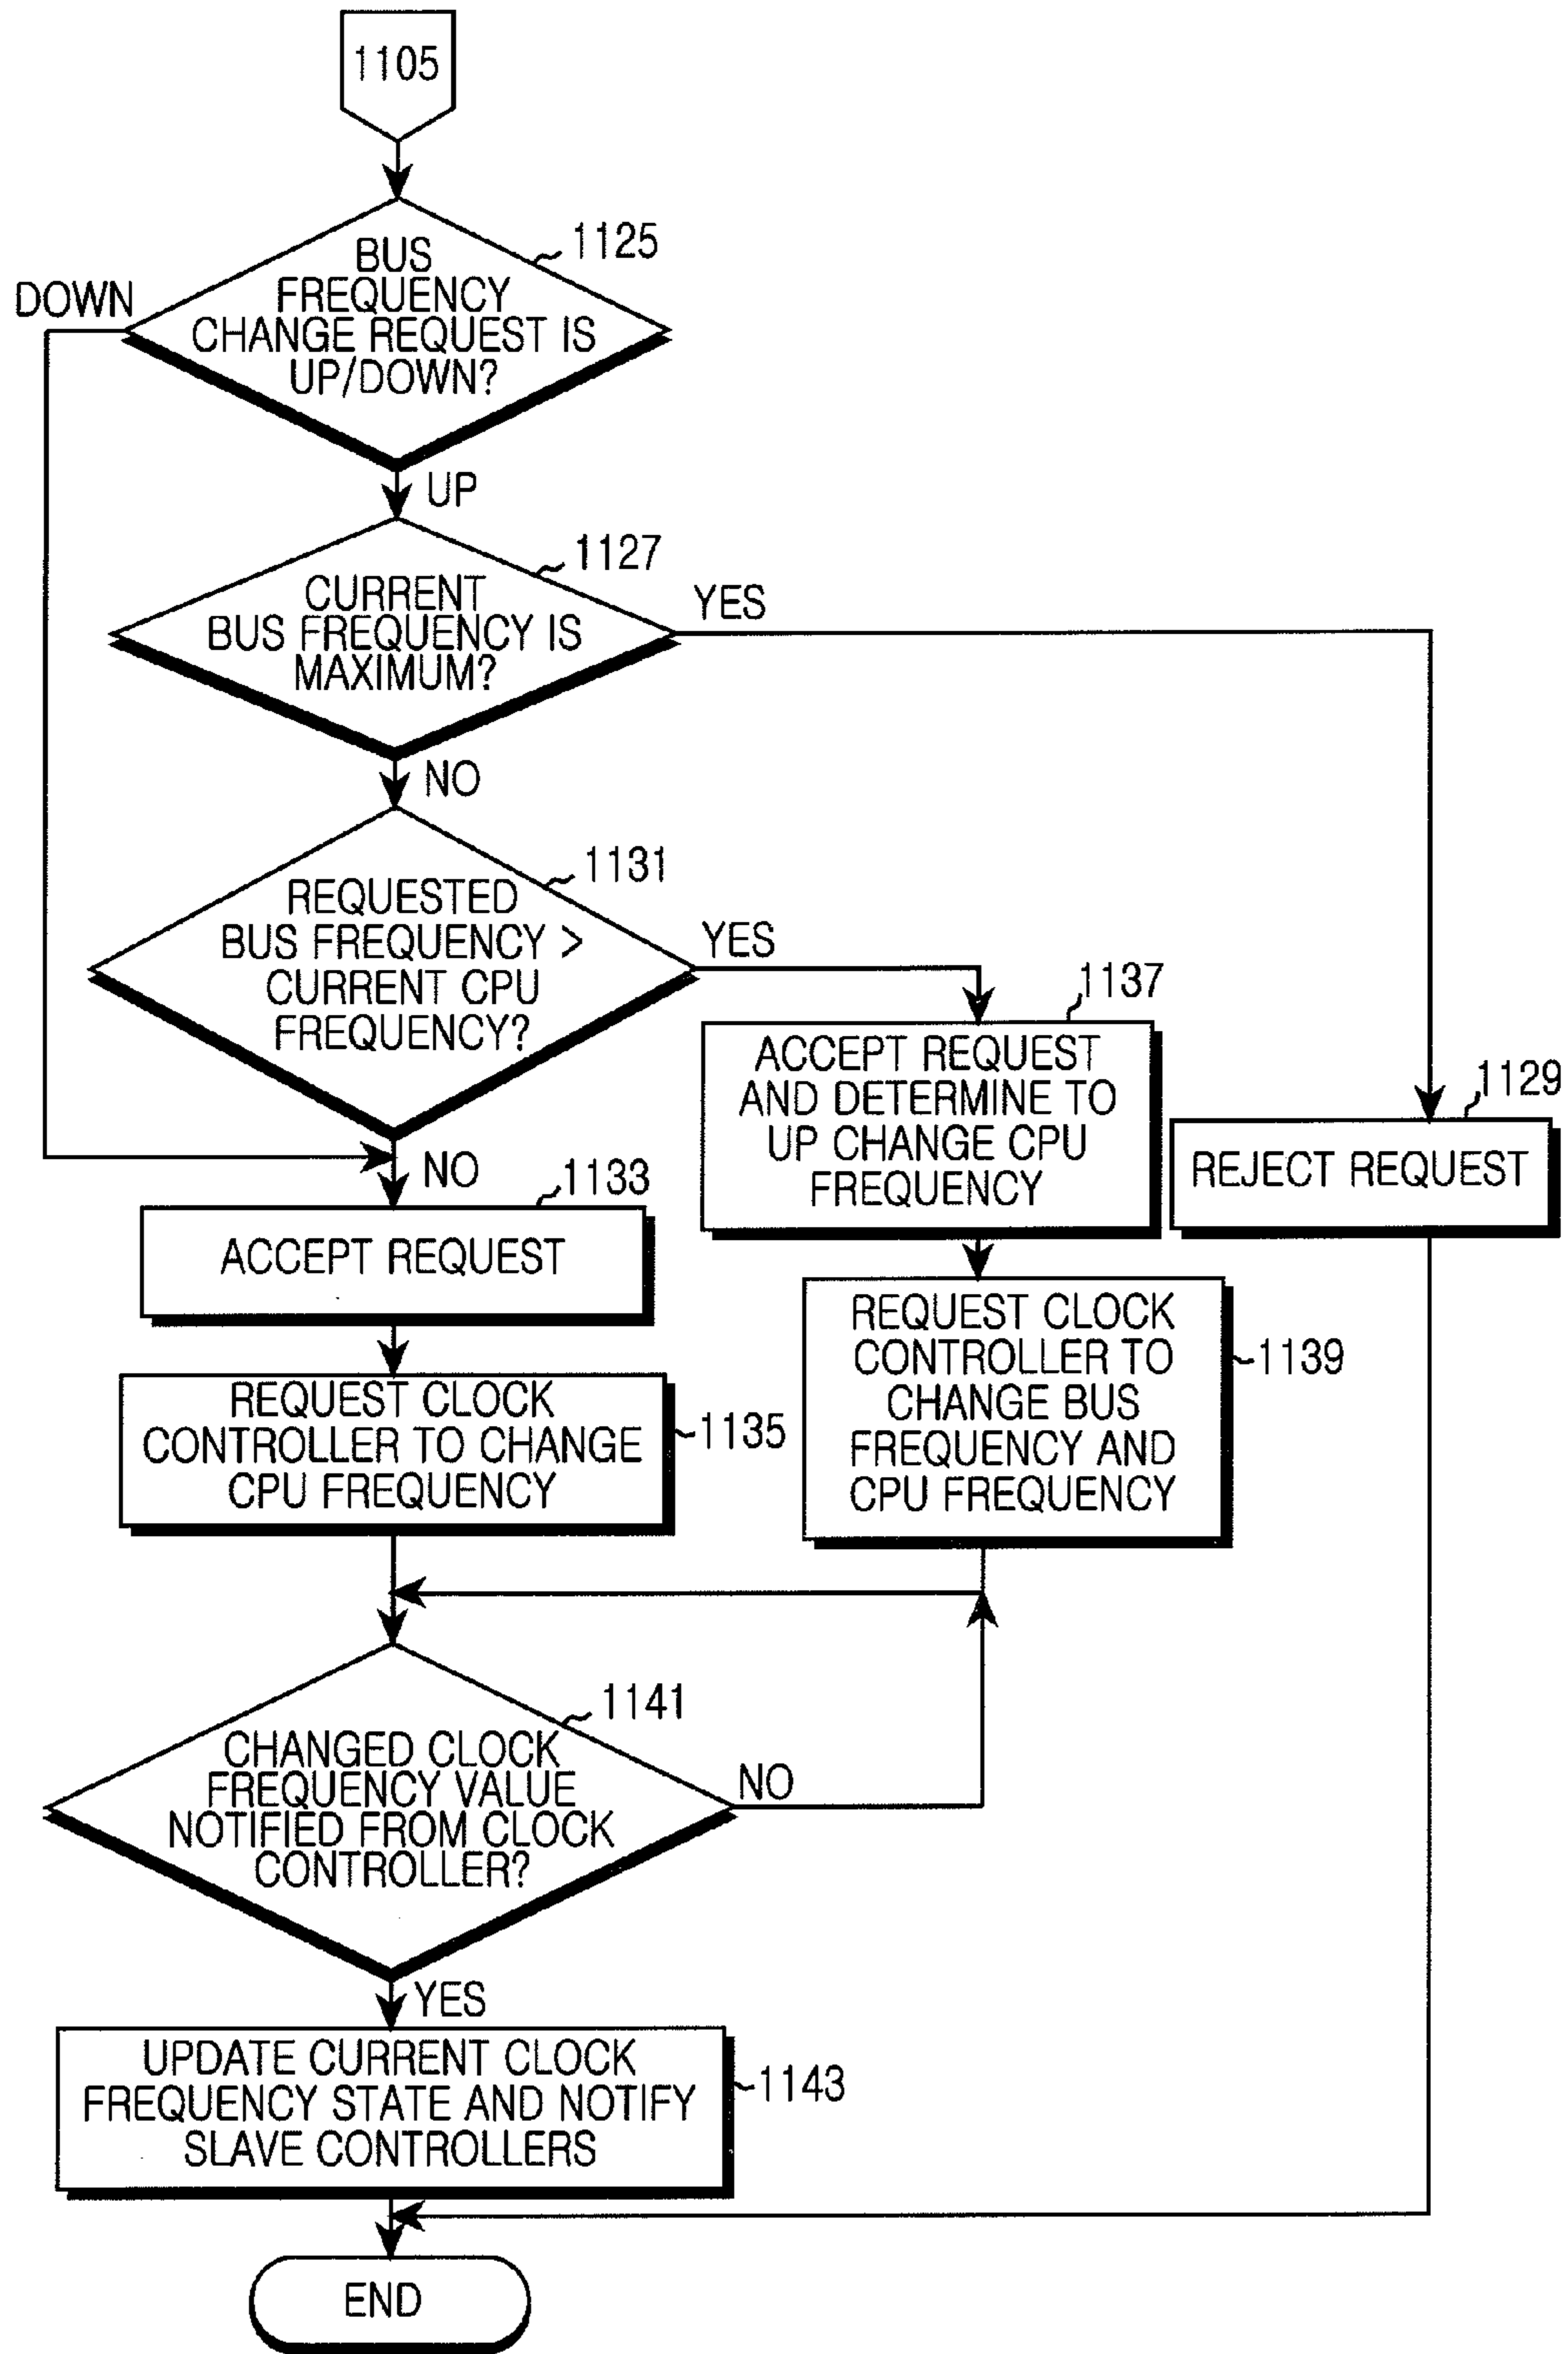 1105
1125
BUS
FREQUENCY
CHANGE REQUEST IS
UP/DOWN?
DOWN
UP
1127
CURRENT
BUS FREQUENCY IS
MAXIMUM?
YES
NO
1131
REQUESTED
BUS FREQUENCY >
CURRENT CPU
FREQUENCY?
YES
NO
1137
ACCEPT REQUEST
AND DETERMINE TO
UP CHANGE CPU
FREQUENCY
1129
REJECT REQUEST
1133
ACCEPT REQUEST
REQUEST CLOCK
CONTROLLER TO CHANGE
CPU FREQUENCY
1135
REQUEST CLOCK
CONTROLLER TO
CHANGE BUS
FREQUENCY AND
CPU FREQUENCY
1139
1141
CHANGED CLOCK
FREQUENCY VALUE
NOTIFIED FROM CLOCK
CONTROLLER?
NO
YES
UPDATE CURRENT CLOCK
FREQUENCY STATE AND NOTIFY
SLAVE CONTROLLERS
1143
END